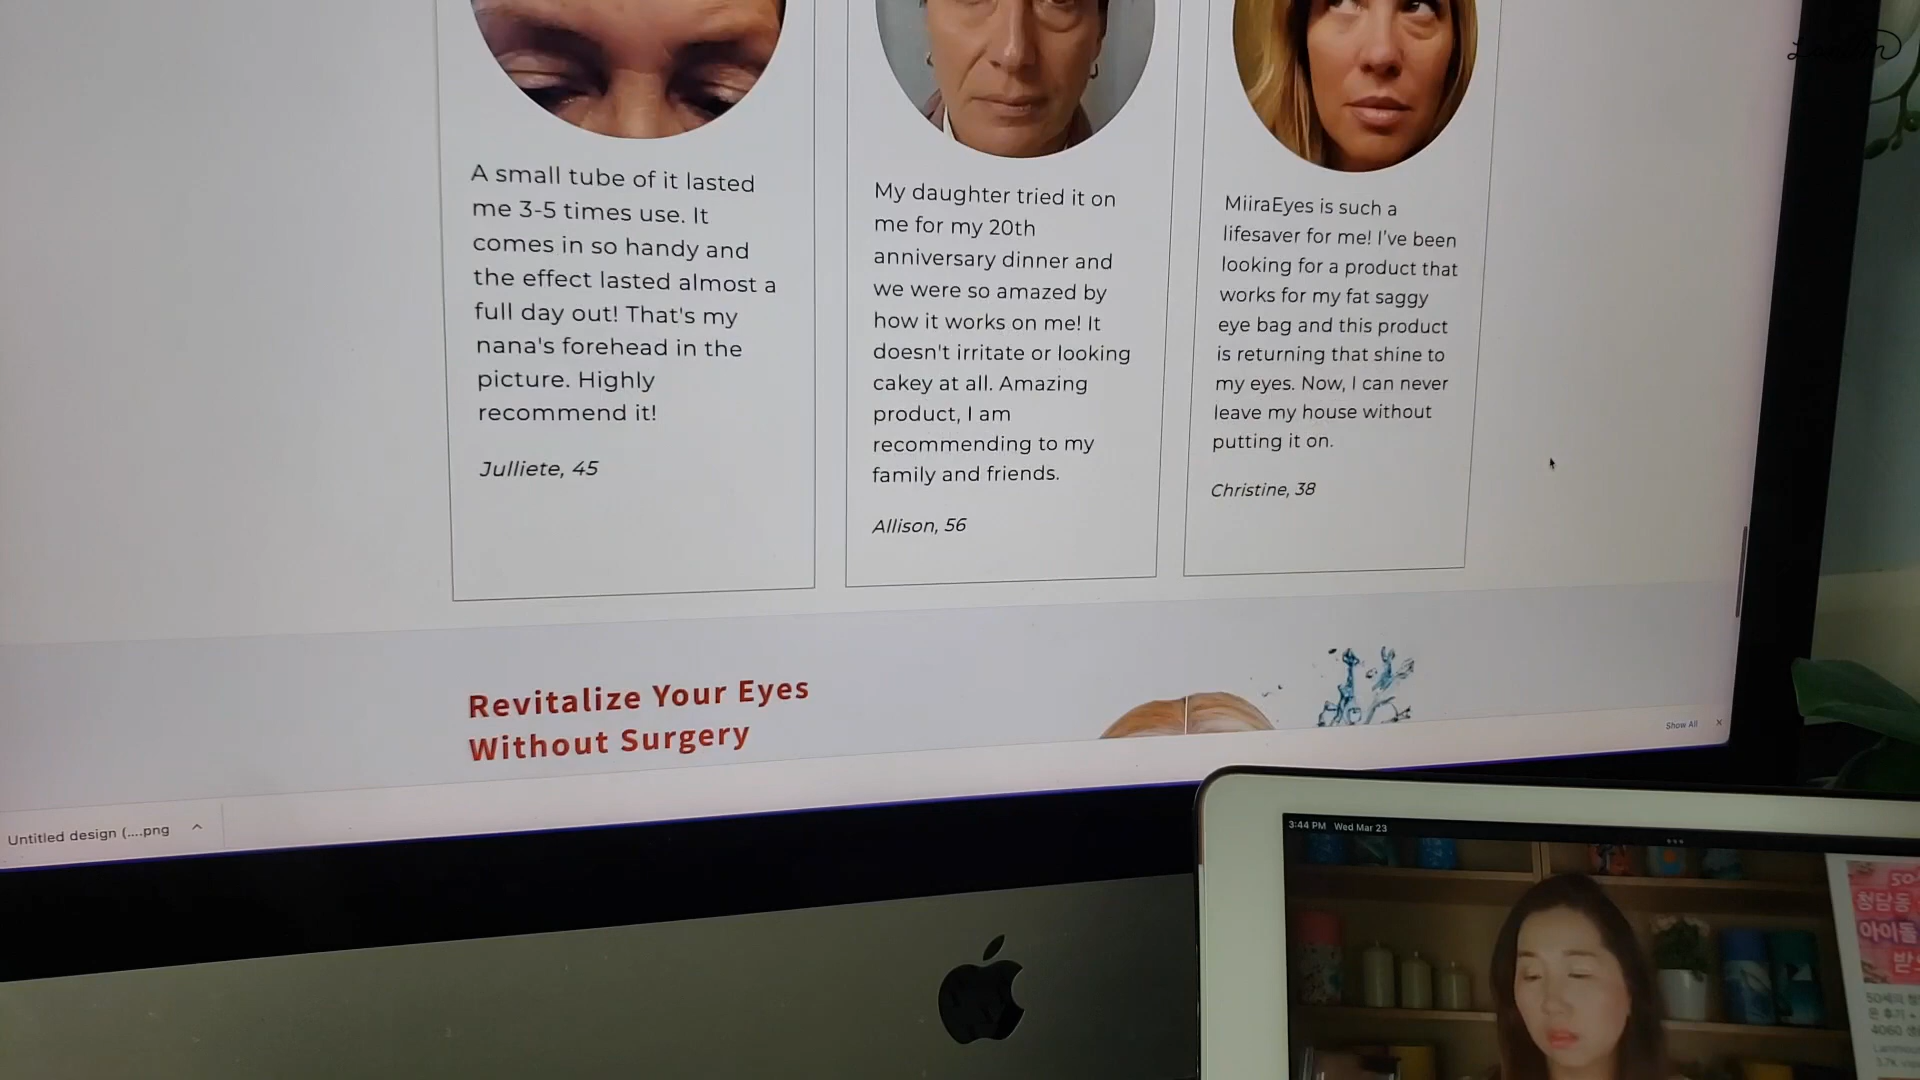 A small tube of it lasted
me 3-5 times use. It
comes in so handy and
the effect lasted almost a
full day out! That's my
nana's forehead in the
picture. Highly
recommend it!
Julliete, 45
My daughter tried it on
me for my 20th
anniversary dinner and
we were so amazed by
how it works on me! It
doesn't irritate or looking
cakey at all. Amazing
product, I am
recommending to my
family and friends.
Allison, 56
MiiraEyes is such a
lifesaver for me! I've been
looking for a product that
works for my fat saggy
eye bag and this product
is returning that shine to
my eyes. Now, I can never
leave my house without
putting it on.
Christine, 38
Revitalize Your Eyes
Without Surgery
Show All
Untitled design (....png
3:44 PM Wed Mar 23
50
청담동
아이돌